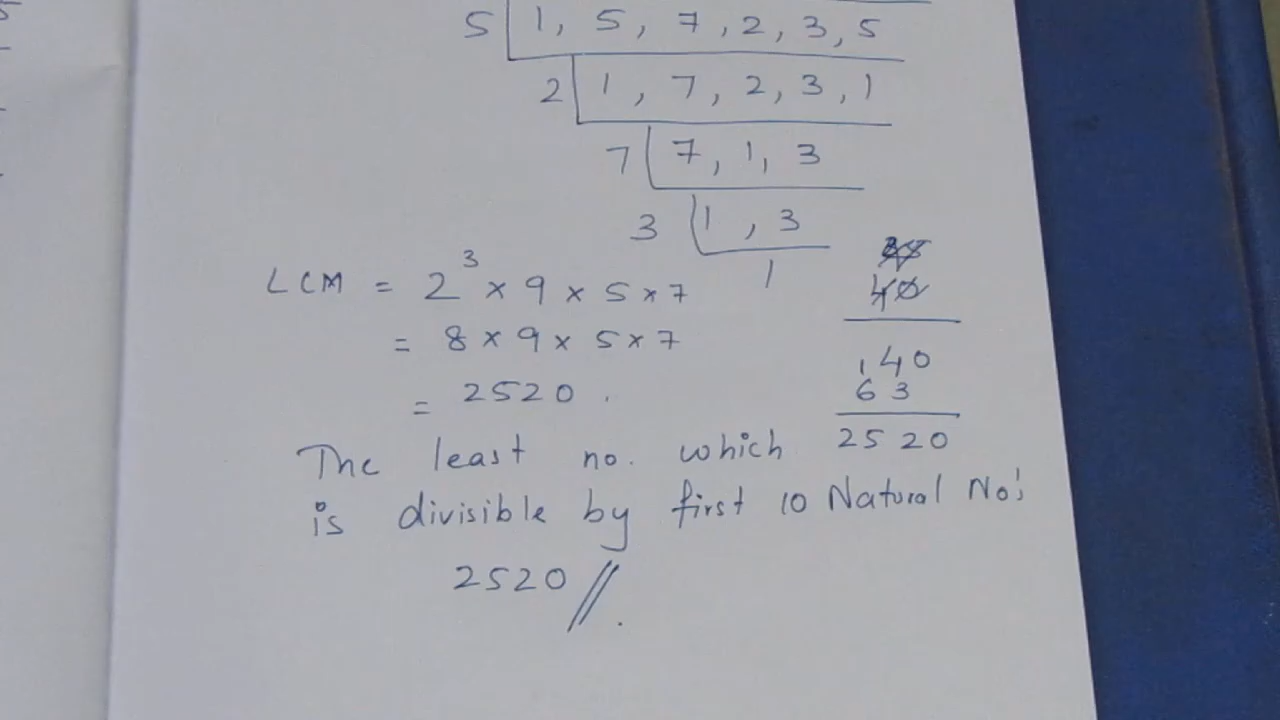 5 1, 5, 7, 2, 3, 5
2 1, 7, 2, 3, 1
7 7, 1, 3
3 1, 3
1
LCM = 2³ × 9 × 5 × 7
= 8 × 9 × 5 × 7
= 2520.
40
140
63
2520
The least no. which
is divisible by first 10 Natural No:
2520 //.